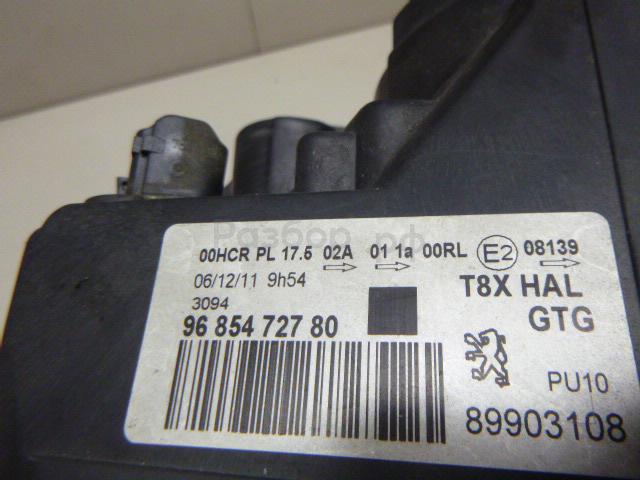 Разбор.рф
00HCR PL 17.5 02A 01 1a 00RL E2 08139
06/12/11 9h54
3094
T8X HAL
GTG
96 854 727 80
PU10
89903108